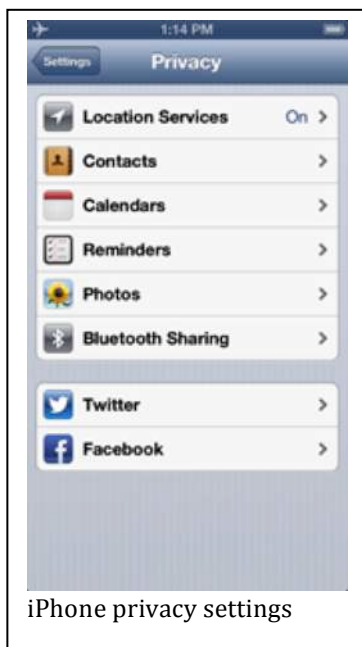 1:14 PM
Settings
Privacy
Location Services On
Contacts
Calendars
Reminders
Photos
Bluetooth Sharing
Twitter
Facebook
iPhone privacy settings